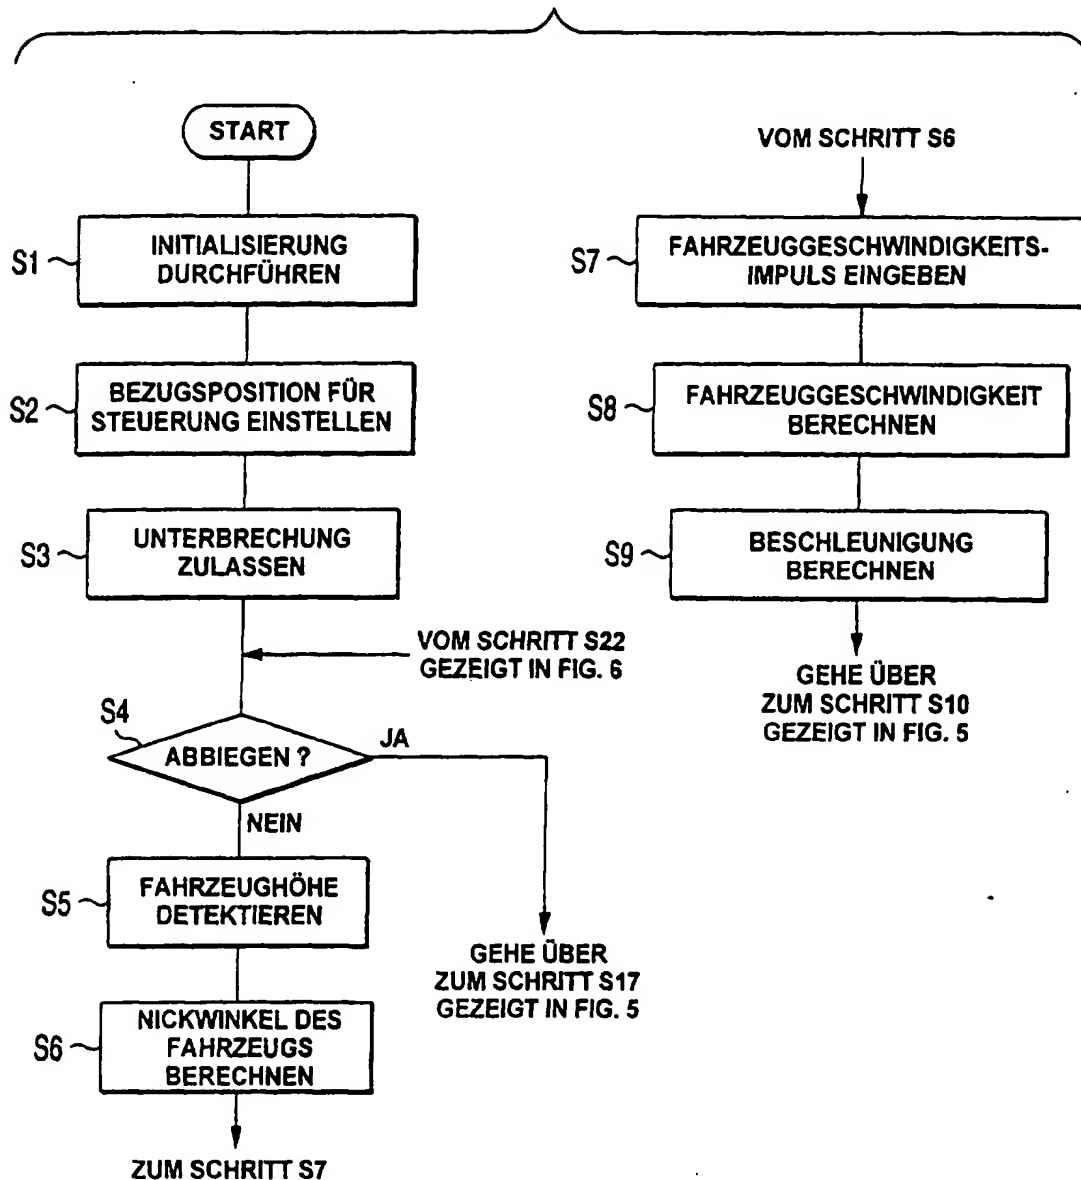 START
S1
INITIALISIERUNG
DURCHFÜHREN
S2
BEZUGSPOSITION FÜR
STEUERUNG EINSTELLEN
S3
UNTERBRECHUNG
ZULASSEN
VOM SCHRITT S22
GEZEIGT IN FIG. 6
S4
ABBIEGEN ?
JA
NEIN
S5
FAHRZEUGHÖHE
DETEKTIEREN
GEHE ÜBER
ZUM SCHRITT S17
GEZEIGT IN FIG. 5
S6
NICKWINKEL DES
FAHRZEUGS
BERECHNEN
ZUM SCHRITT S7
VOM SCHRITT S6
S7
FAHRZEUGGESCHWINDIGKEITS-
IMPULS EINGEBEN
S8
FAHRZEUGGESCHWINDIGKEIT
BERECHNEN
S9
BESCHLEUNIGUNG
BERECHNEN
GEHE ÜBER
ZUM SCHRITT S10
GEZEIGT IN FIG. 5